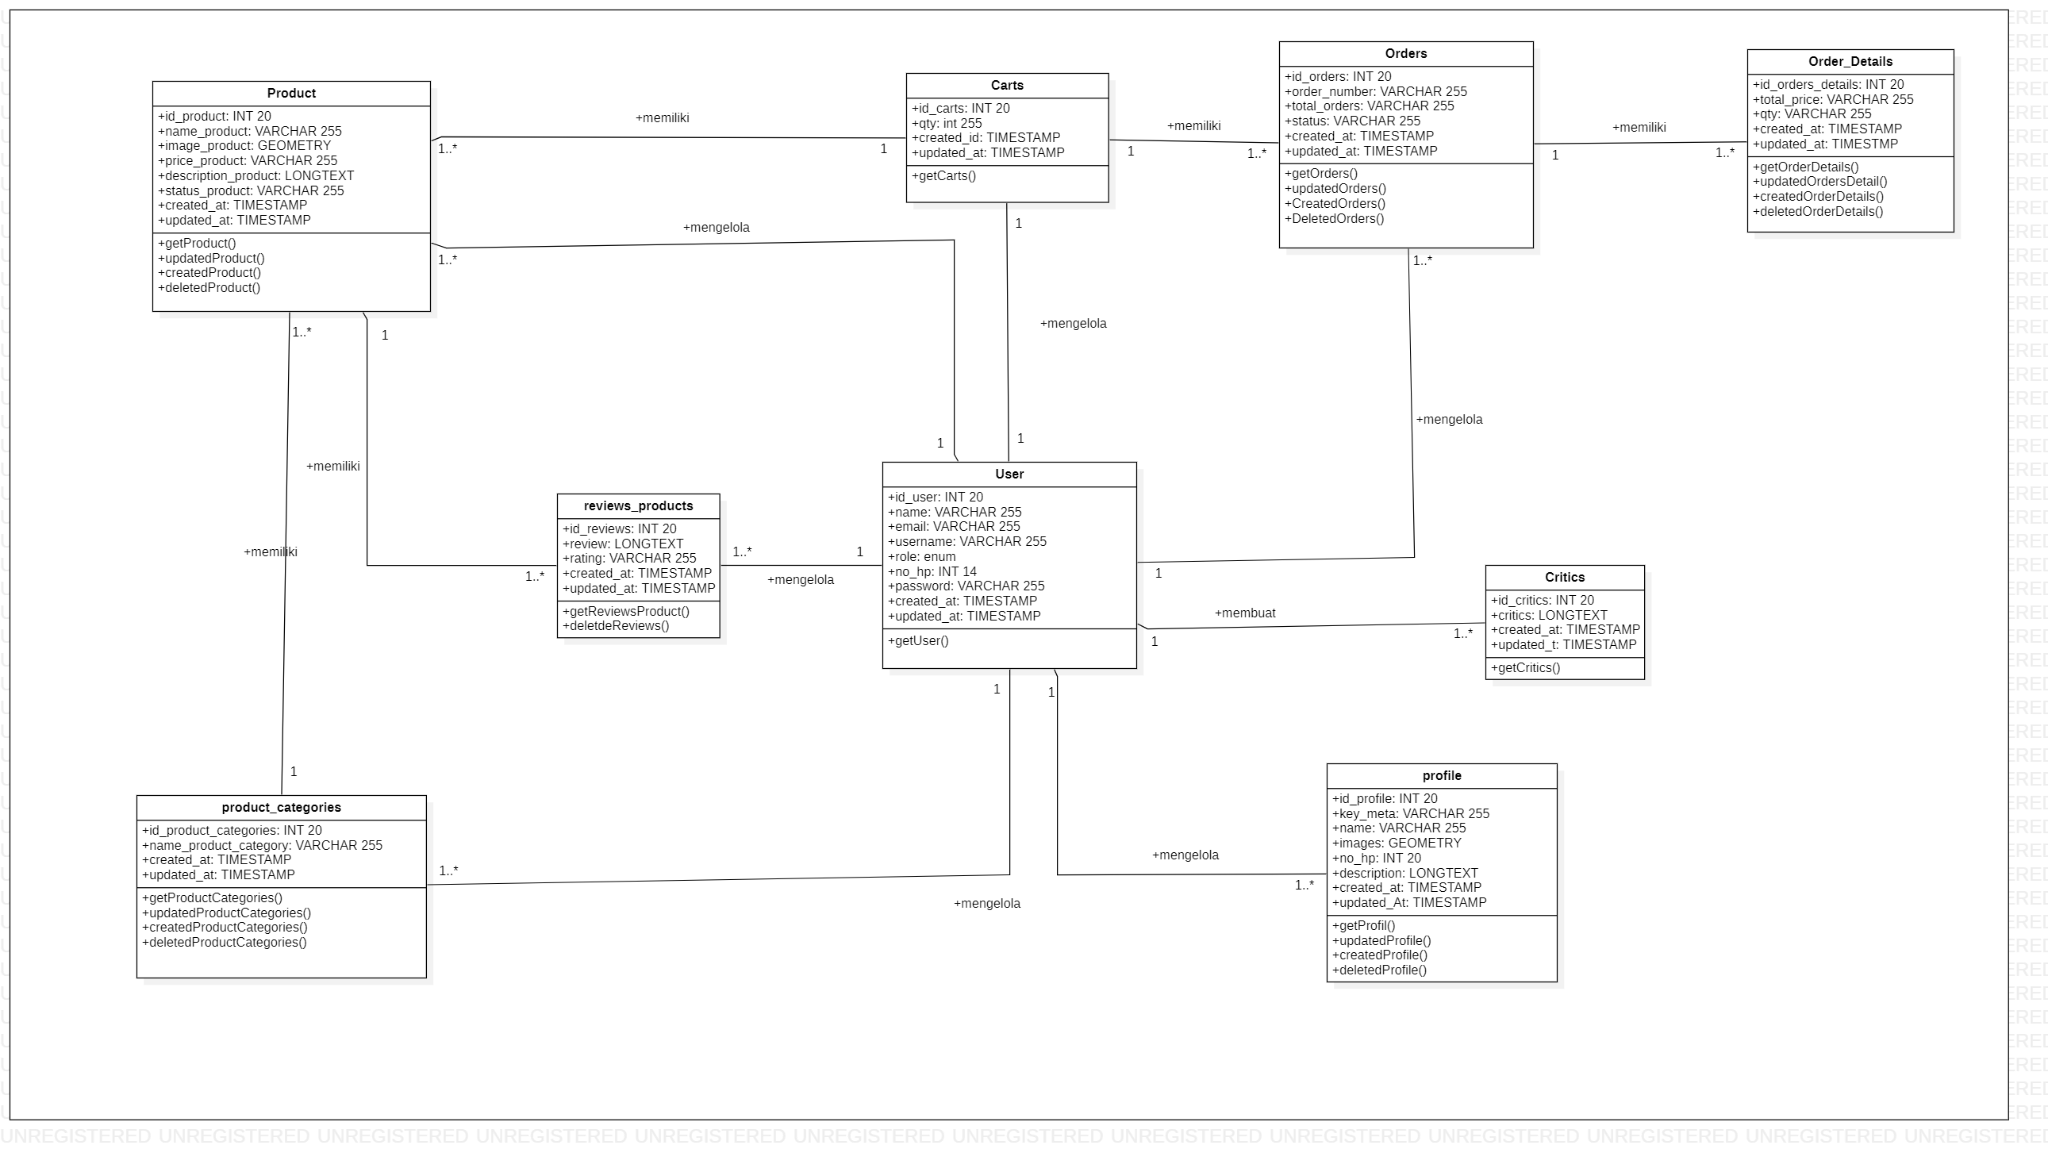 Product
+id_product: INT 20
+name_product: VARCHAR 255
+image_product: GEOMETRY
+price_product: VARCHAR 255
+description_product: LONGTEXT
+status_product: VARCHAR 255
+created_at: TIMESTAMP
+updated_at: TIMESTAMP
+getProduct()
+updatedProduct()
+createdProduct()
+deletedProduct()
+memiliki
1..*
1
Carts
+id_carts: INT 20
+qty: int 255
+created_id: TIMESTAMP
+updated_at: TIMESTAMP
+getCarts()
+memiliki
1
1..*
Orders
+id_orders: INT 20
+order_number: VARCHAR 255
+total_orders: VARCHAR 255
+status: VARCHAR 255
+created_at: TIMESTAMP
+updated_at: TIMESTAMP
+getOrders()
+updatedOrders()
+CreatedOrders()
+DeletedOrders()
+memiliki
1
1..*
Order_Details
+id_orders_details: INT 20
+total_price: VARCHAR 255
+qty: VARCHAR 255
+created_at: TIMESTAMP
+updated_at: TIMESTMP
+getOrderDetails()
+updatedOrdersDetail()
+createdOrderDetails()
+deletedOrderDetails()
+mengelola
1..*
1
1
+mengelola
1
1..*
+mengelola
1
1..*
1
+memiliki
1..*
+memiliki
1
reviews_products
+id_reviews: INT 20
+review: LONGTEXT
+rating: VARCHAR 255
+created_at: TIMESTAMP
+updated_at: TIMESTAMP
+getReviewsProduct()
+deletdeReviews()
1..*
1
+mengelola
User
+id_user: INT 20
+name: VARCHAR 255
+email: VARCHAR 255
+username: VARCHAR 255
+role: enum
+no_hp: INT 14
+password: VARCHAR 255
+created_at: TIMESTAMP
+updated_at: TIMESTAMP
+getUser()
+membuat
1
1..*
Critics
+id_critics: INT 20
+critics: LONGTEXT
+created_at: TIMESTAMP
+updated_t: TIMESTAMP
+getCritics()
1
1
product_categories
+id_product_categories: INT 20
+name_product_category: VARCHAR 255
+created_at: TIMESTAMP
+updated_at: TIMESTAMP
+getProductCategories()
+updatedProductCategories()
+createdProductCategories()
+deletedProductCategories()
1..*
+mengelola
+mengelola
1..*
profile
+id_profile: INT 20
+key_meta: VARCHAR 255
+name: VARCHAR 255
+images: GEOMETRY
+no_hp: INT 20
+description: LONGTEXT
+created_at: TIMESTAMP
+updated_At: TIMESTAMP
+getProfil()
+updatedProfile()
+createdProfile()
+deletedProfile()
UNREGISTERED UNREGISTERED UNREGISTERED UNREGISTERED UNREGISTERED UNREGISTERED UNREGISTERED UNREGISTERED UNREGISTERED UNREGISTERED UNREGISTERED UNREGISTERED UNREGISTERED